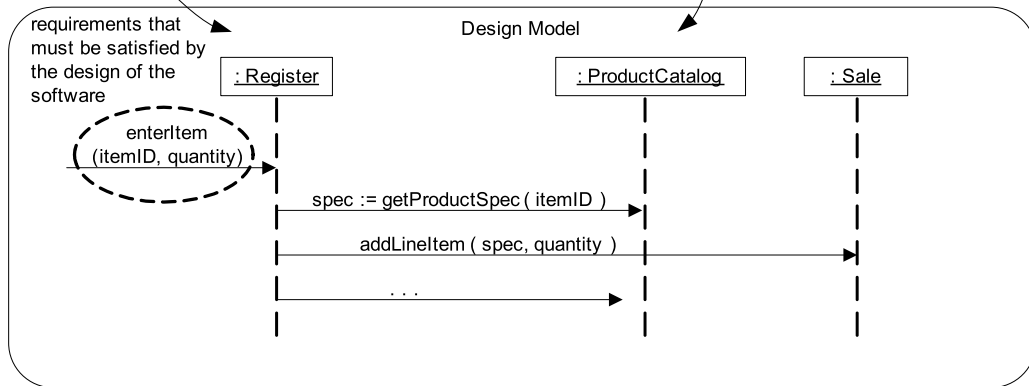 requirements that
must be satisfied by
the design of the
software
Design Model
: Register
: ProductCatalog
: Sale
enterItem
(itemID, quantity)
spec := getProductSpec( itemID )
addLineItem ( spec, quantity )
. . .